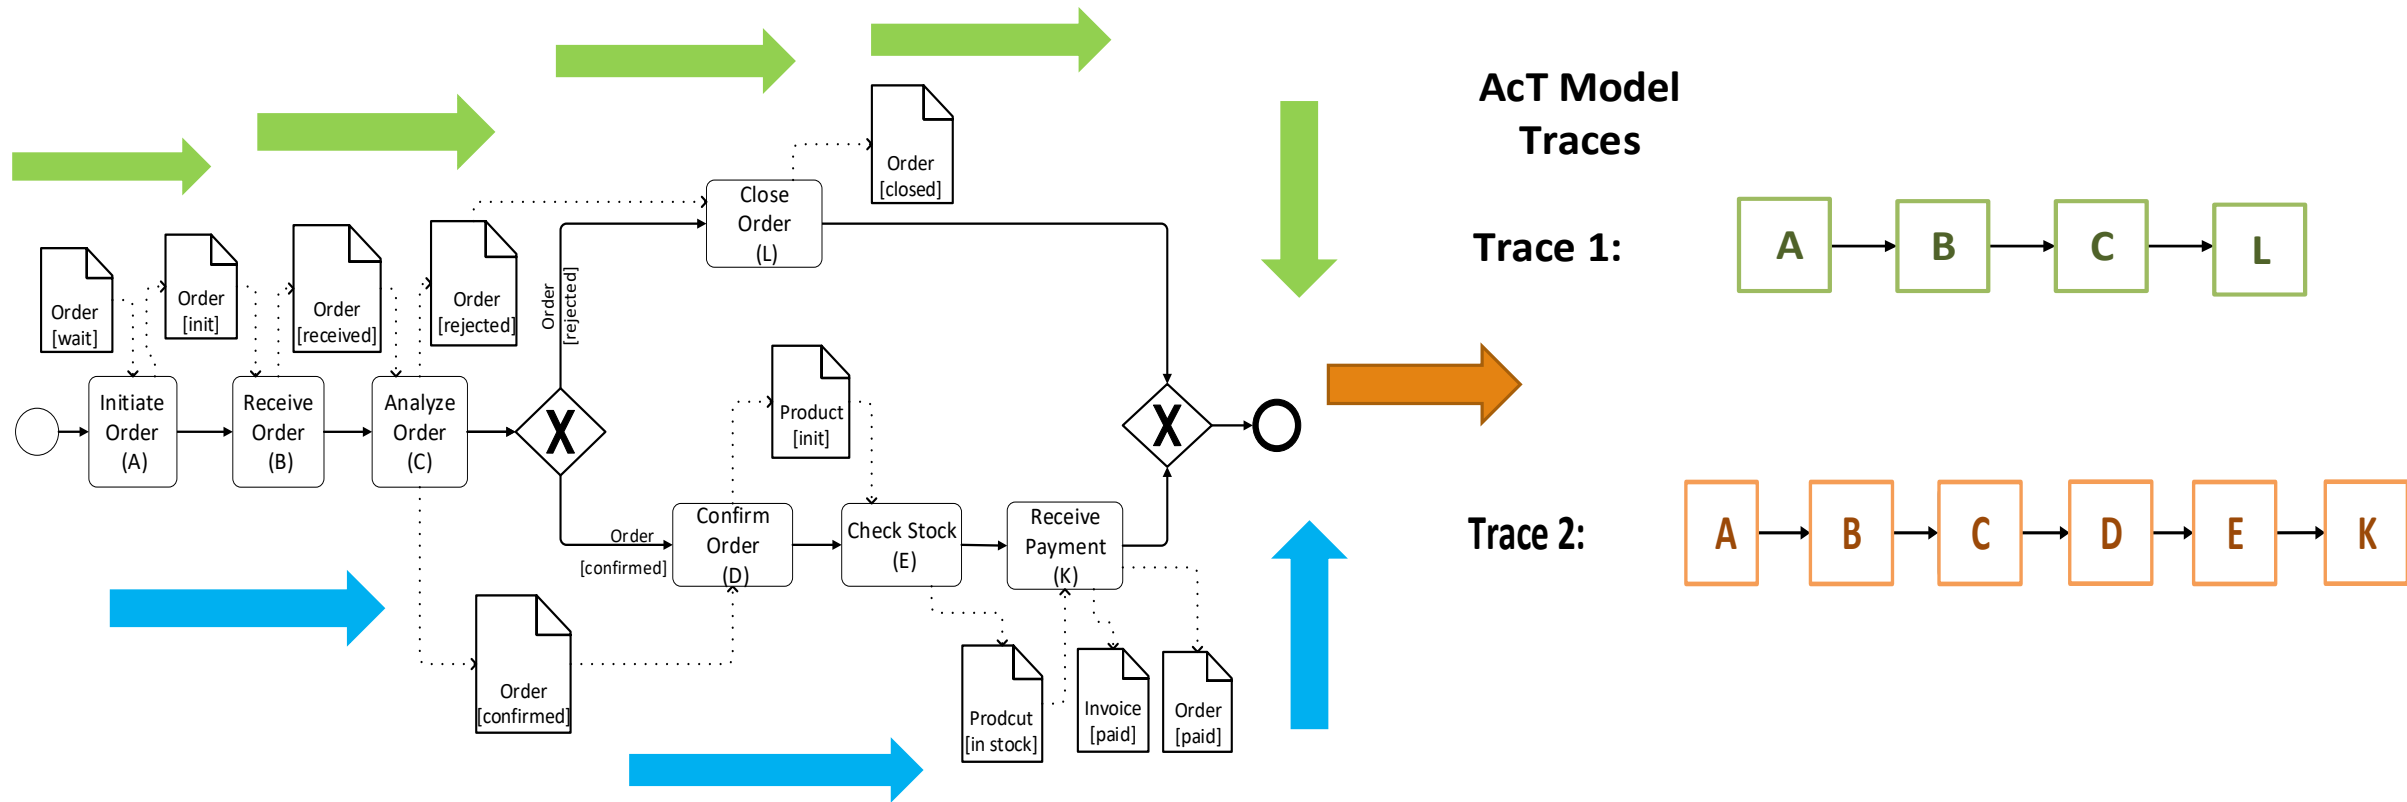 AcT Model
Traces
Order
[closed]
Close
Order
(L)
Trace 1:
A
B
C
L
Order
[wait]
Order
[init]
Order
[received]
Order
[rejected]
Order
[rejected]
Initiate
Order
(A)
Receive
Order
(B)
Analyze
Order
(C)
X
Product
[init]
X
Order
[confirmed]
Confirm
Order
(D)
Check Stock
(E)
Receive
Payment
(K)
Trace 2:
A
B
C
D
E
K
Order
[confirmed]
Prodcut
[in stock]
Invoice
[paid]
Order
[paid]